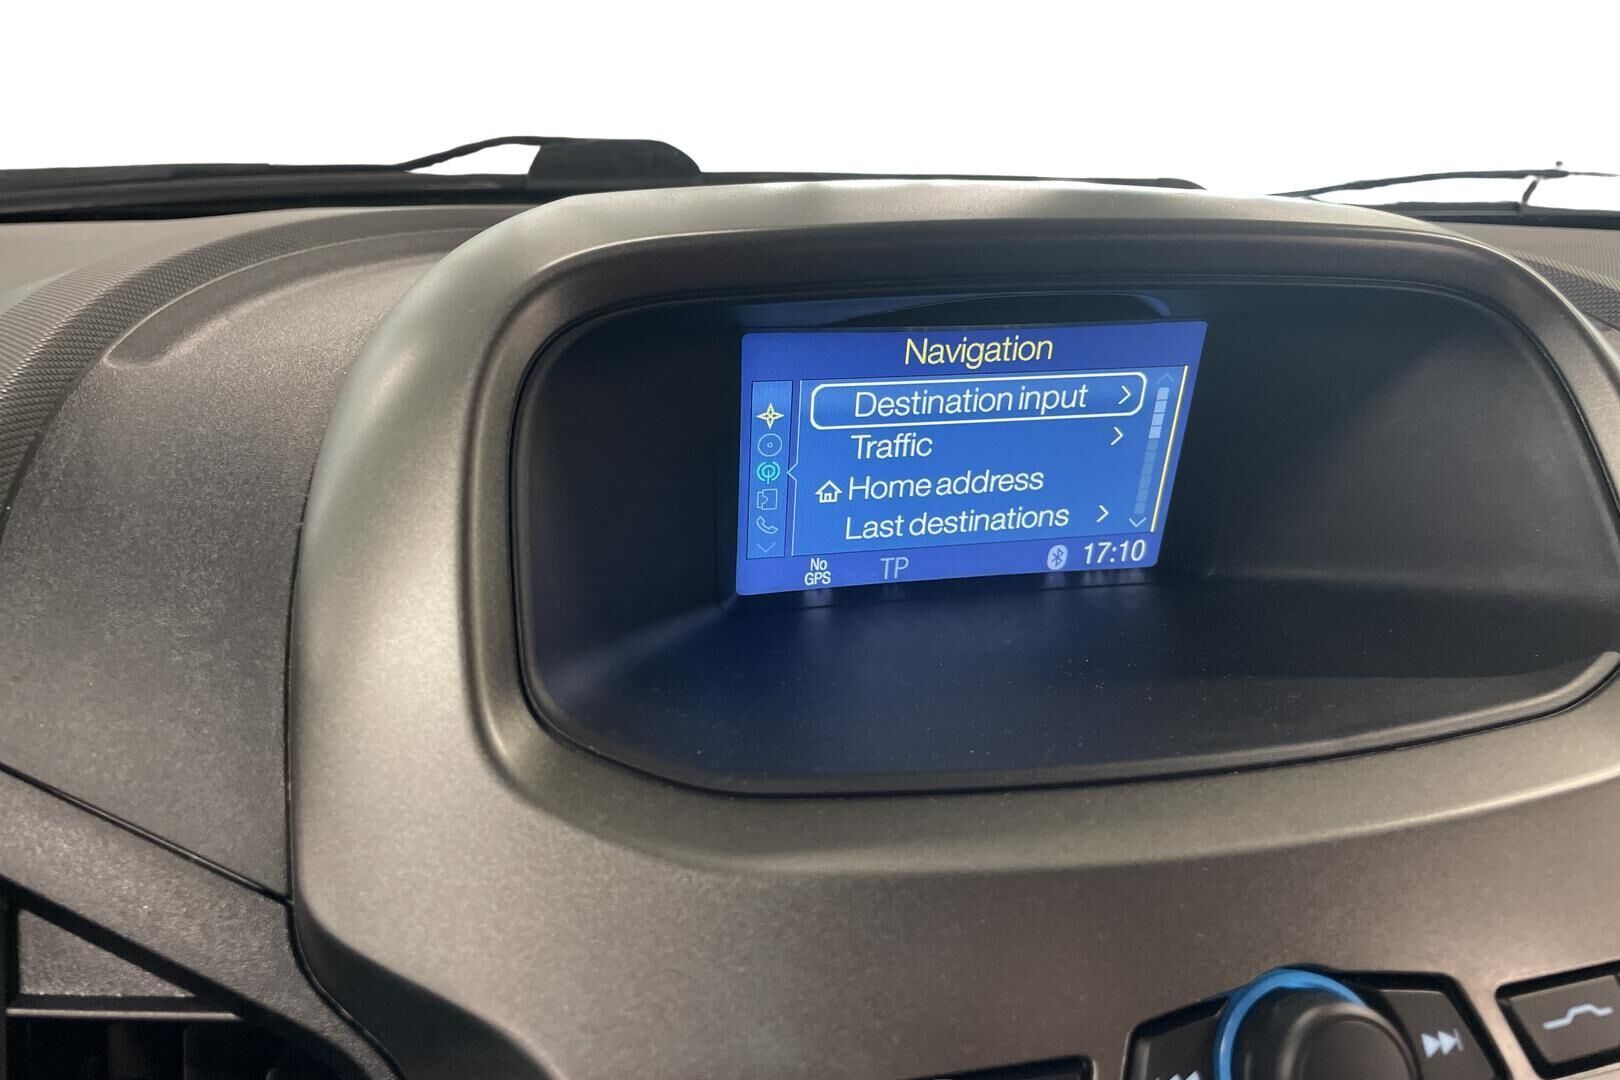 Navigation
Destination input
Traffic
Home address
Last destinations
No
GPS
TP
17:10